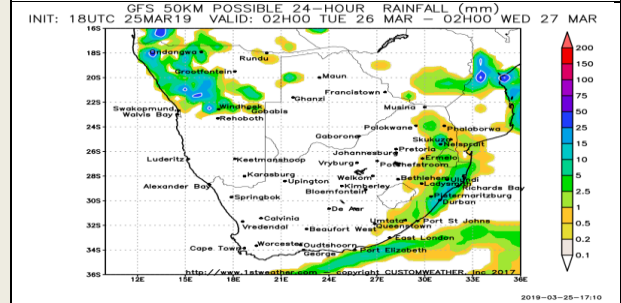 GFS 50KM POSSIBLE 24-HOUR RAINFALL (mm)
INIT: 18UTC 25MAR19 VALID: 02H00 TUE 26 MAR – 02H00 WED 27 MAR
16S
18S
20S
22S
24S
26S
28S
30S
32S
34S
36S
Ondangwa
Rundu
Grootfontein
Maun
Francistown
Ghanzi
Musina
Swakopmund
Windhoek
Gobabis
Walvis Bay
Rehoboth
Polokwane
Phalaborwa
Gaborone
Skukuza
Nelspruit
Pretoria
Johannesburg
Ermelo
Luderitz
Keetmanshoop
Vryburg
Potchefstroom
Karasburg
Welkom
Bethlehem
Ulundi
Alexander Bay
Upington
Kimberley
Ladysmith
Richards Bay
Bloemfontein
Springbok
Pietermaritzburg
Durban
De Aar
Calvinia
Umtata
Port St Johns
Vredendal
Beaufort West
Queenstown
East London
Cape Town
Worcester
Oudtshoorn
George
Port Elizabeth
http://www.1stweather.com – copyright CUSTOMWEATHER, Inc 2017
12E 15E 18E 21E 24E 27E 30E 33E 36E
200
150
100
75
50
25
20
15
10
5
2.5
1
0.5
0.2
0.1
2019-03-25-17:10